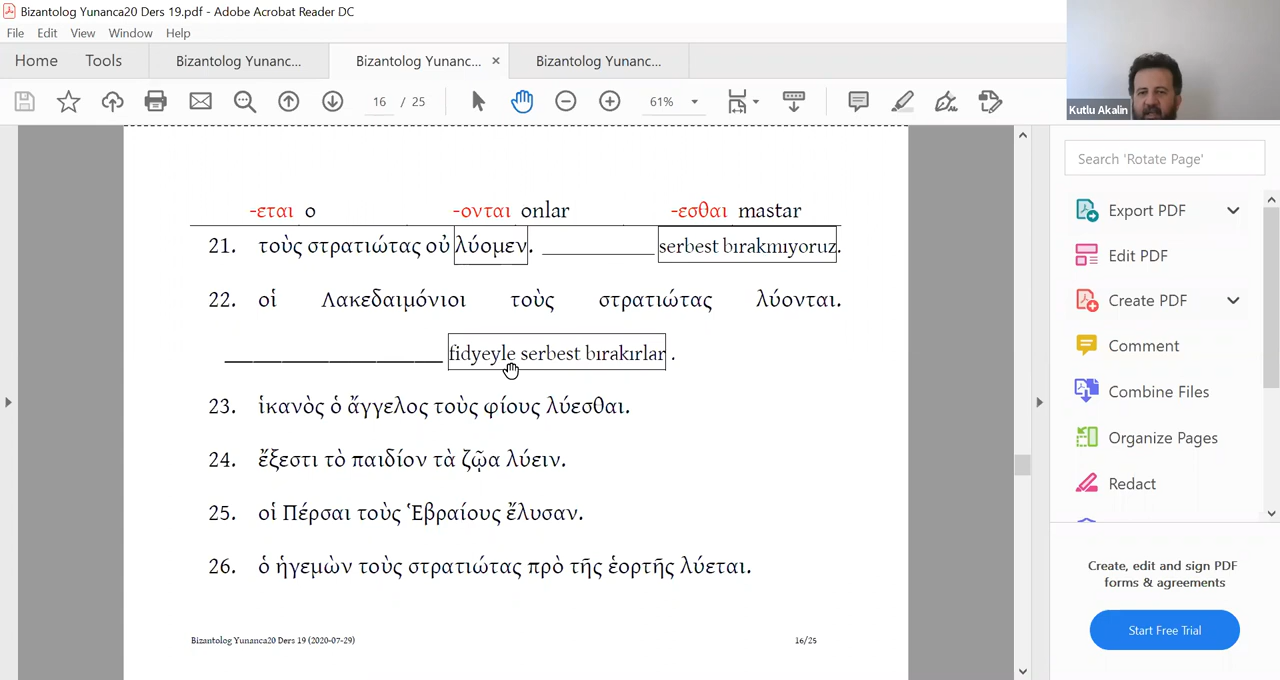 Bizantolog Yunanca20 Ders 19.pdf - Adobe Acrobat Reader DC
File Edit View Window Help
Home Tools Bizantolog Yunanc... Bizantolog Yunanc... × Bizantolog Yunanc...
16 / 25 61%
Kutlu Akalin
Search 'Rotate Page'
Export PDF
Edit PDF
Create PDF
Comment
Combine Files
Organize Pages
Redact
Create, edit and sign PDF
forms & agreements
Start Free Trial
-εται o -ονται onlar -εσθαι mastar
21. τοὺς στρατιώτας οὐ λύομεν. __________ serbest bırakmıyoruz.
22. οἱ Λακεδαιμόνιοι τοὺς στρατιώτας λύονται.
____________________ fidyeyle serbest bırakırlar .
23. ἱκανὸς ὁ ἄγγελος τοὺς φίους λύεσθαι.
24. ἔξεστι τὸ παιδίον τὰ ζῷα λύειν.
25. οἱ Πέρσαι τοὺς Ἑβραίους ἔλυσαν.
26. ὁ ἡγεμὼν τοὺς στρατιώτας πρὸ τῆς ἑορτῆς λύεται.
Bizantolog Yunanca20 Ders 19 (2020-07-29) 16/25